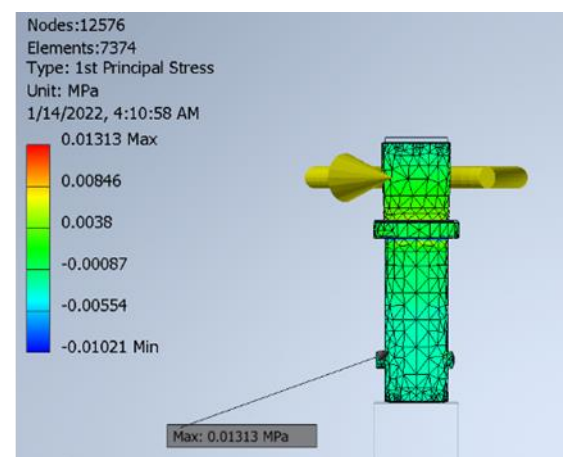 Nodes:12576
Elements:7374
Type: 1st Principal Stress
Unit: MPa
1/14/2022, 4:10:58 AM
0.01313 Max
0.00846
0.0038
-0.00087
-0.00554
-0.01021 Min
Max: 0.01313 MPa